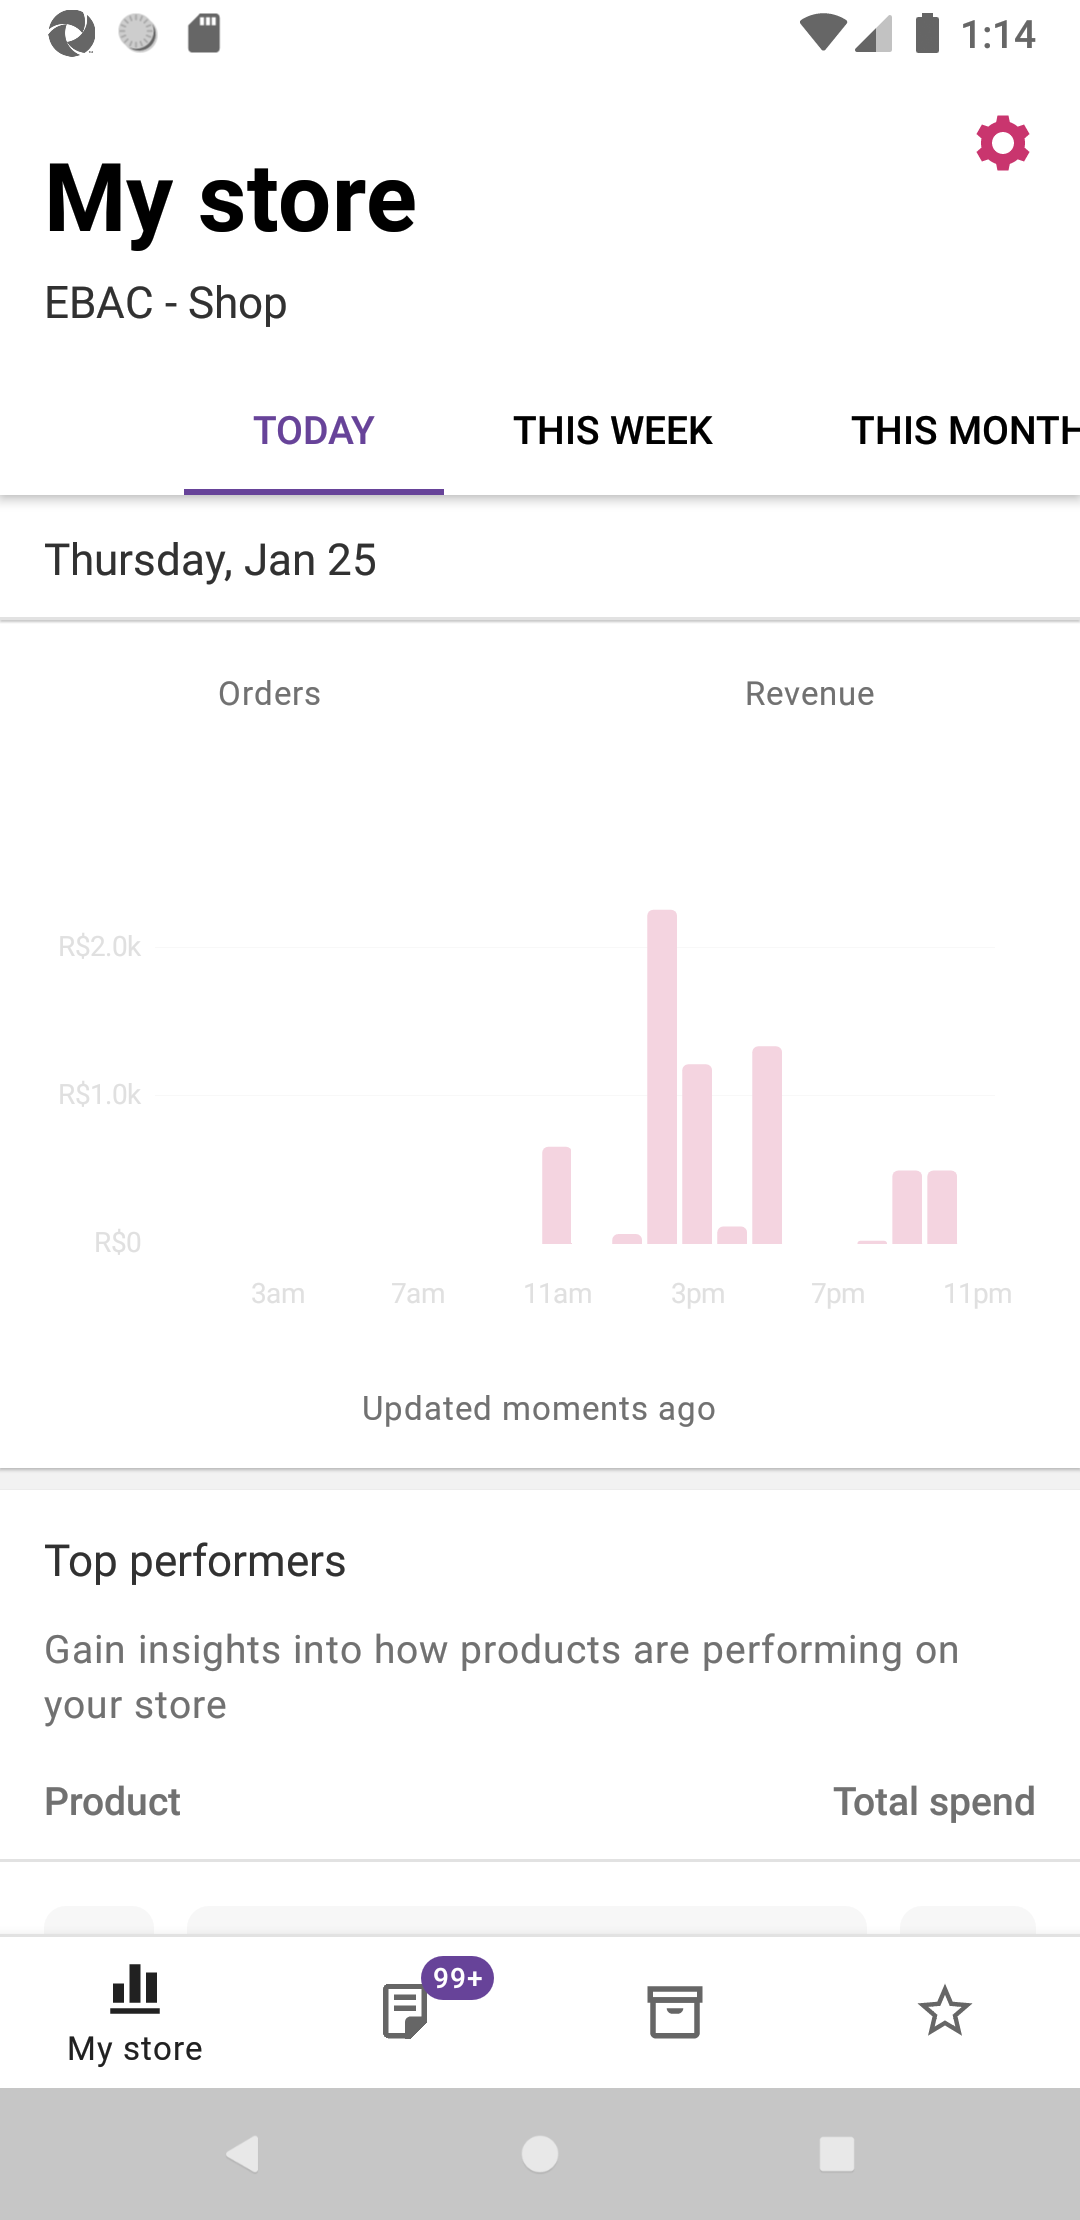 1:14
My store
EBAC - Shop
TODAY THIS WEEK THIS MONTH
Thursday, Jan 25
Orders Revenue
R$2.0k
R$1.0k
R$0
3am 7am 11am 3pm 7pm 11pm
Updated moments ago
Top performers
Gain insights into how products are performing on
your store
Product Total spend
99+
My store